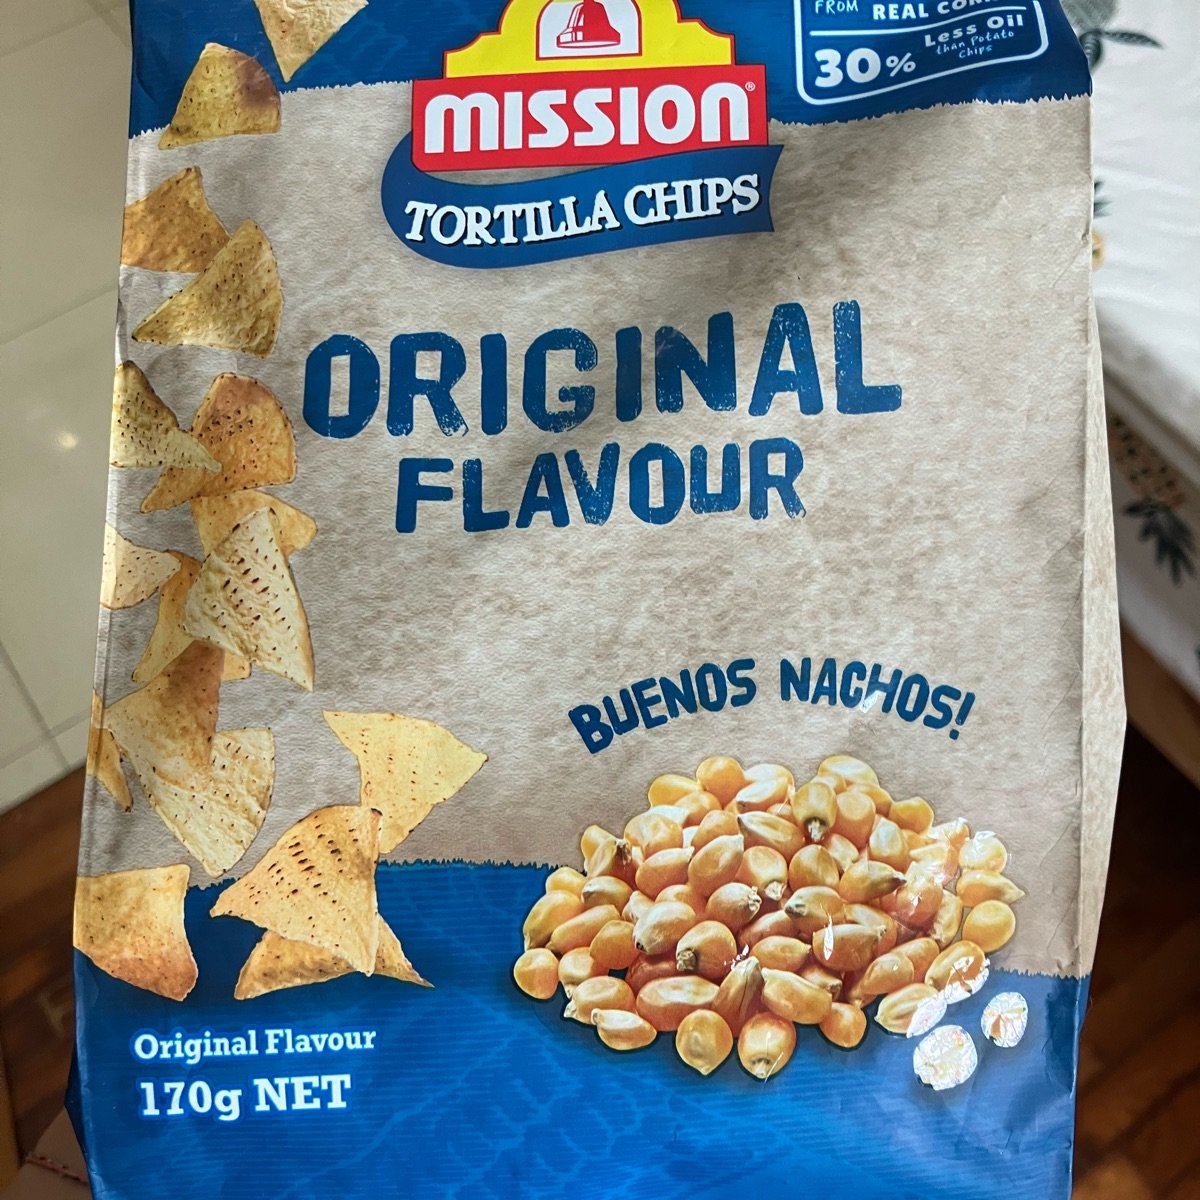 FROM REAL CORN
30% Less Oil
than Potato
Chips
MISSION®
TORTILLA CHIPS
ORIGINAL
FLAVOUR
BUENOS NACHOS!
Original Flavour
170g NET